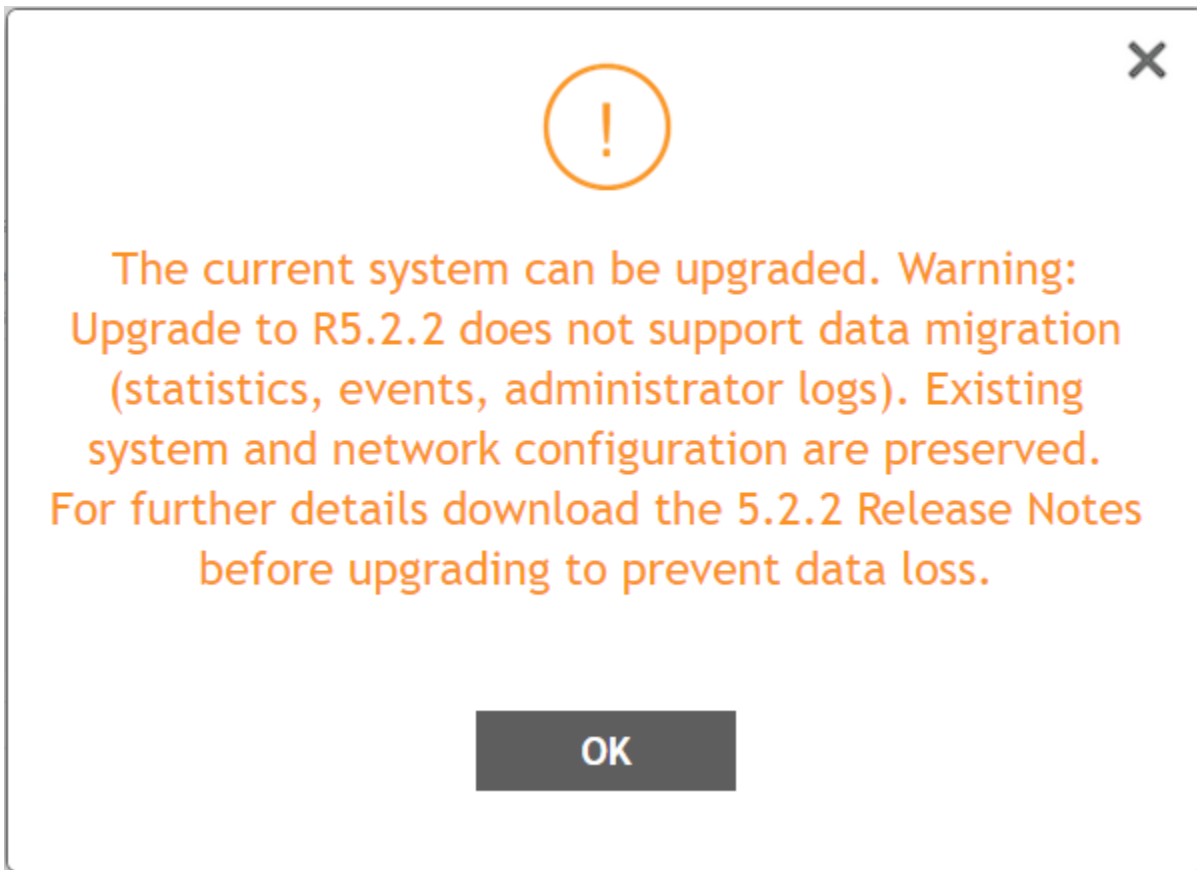 !
The current system can be upgraded. Warning:
Upgrade to R5.2.2 does not support data migration
(statistics, events, administrator logs). Existing
system and network configuration are preserved.
For further details download the 5.2.2 Release Notes
before upgrading to prevent data loss.
OK